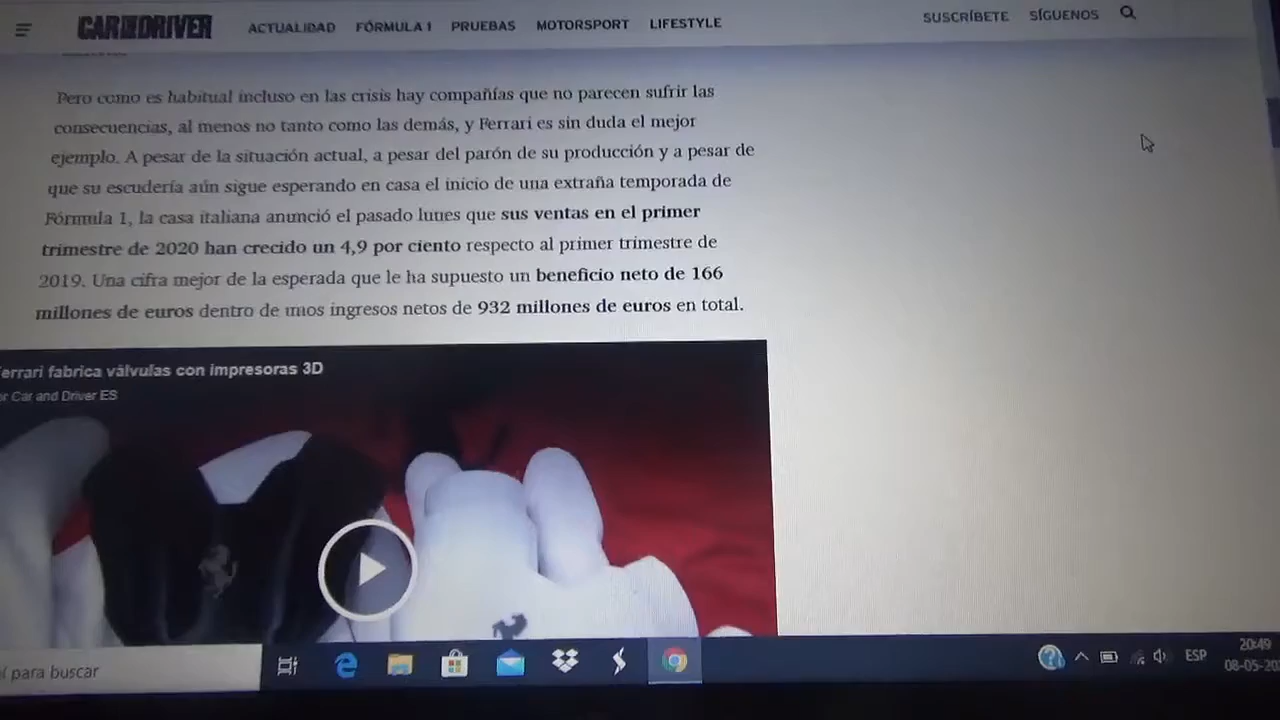 CAR AND DRIVER
ACTUALIDAD FÓRMULA 1 PRUEBAS MOTORSPORT LIFESTYLE
SUSCRÍBETE SÍGUENOS
Pero como es habitual incluso en las crisis hay compañías que no parecen sufrir las
consecuencias, al menos no tanto como las demás, y Ferrari es sin duda el mejor
ejemplo. A pesar de la situación actual, a pesar del parón de su producción y a pesar de
que su escudería aún sigue esperando en casa el inicio de una extraña temporada de
Fórmula 1, la casa italiana anunció el pasado lunes que sus ventas en el primer
trimestre de 2020 han crecido un 4,9 por ciento respecto al primer trimestre de
2019. Una cifra mejor de la esperada que le ha supuesto un beneficio neto de 166
millones de euros dentro de unos ingresos netos de 932 millones de euros en total.
errari fabrica válvulas con impresoras 3D
r Car and Driver ES
para buscar
ESP
20:49
08-05-20